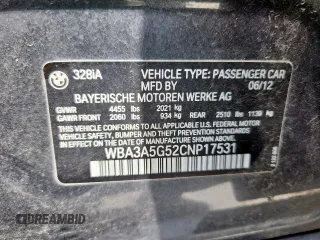 328iA
VEHICLE TYPE: PASSENGER CAR
MFD BY 06/12
BAYERISCHE MOTOREN WERKE AG
GVWR 4455 lbs 2021 kg
GAWR FRONT 2060 lbs 934 kg REAR 2510 lbs 1139 kg
THIS VEHICLE CONFORMS TO ALL APPLICABLE FEDERAL MOTOR
VEHICLE SAFETY, BUMPER, AND THEFT PREVENTION STANDARDS
IN EFFECT ON THE DATE OF MANUFACTURE SHOWN ABOVE.
WBA3A5G52CNP17531
©DREAMBID